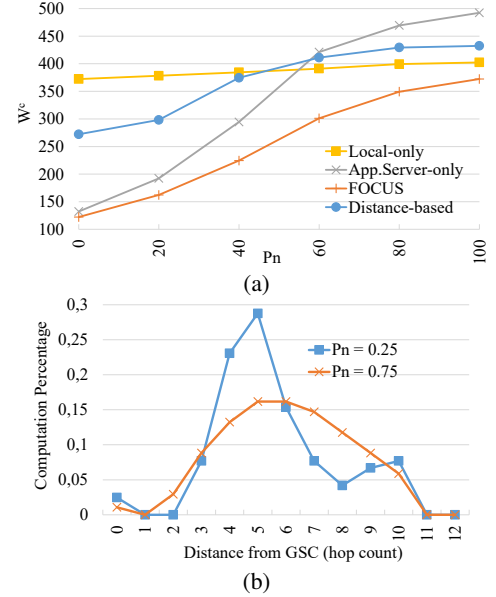 500
450
400
350
300
250
200
150
100
Wᶜ
Local-only
App.Server-only
FOCUS
Distance-based
0
20
40
60
80
100
Pn
(a)
0,3
0,25
0,2
0,15
0,1
0,05
0
Computation Percentage
Pn = 0.25
Pn = 0.75
0
1
2
3
4
5
6
7
8
9
10
11
12
Distance from GSC (hop count)
(b)